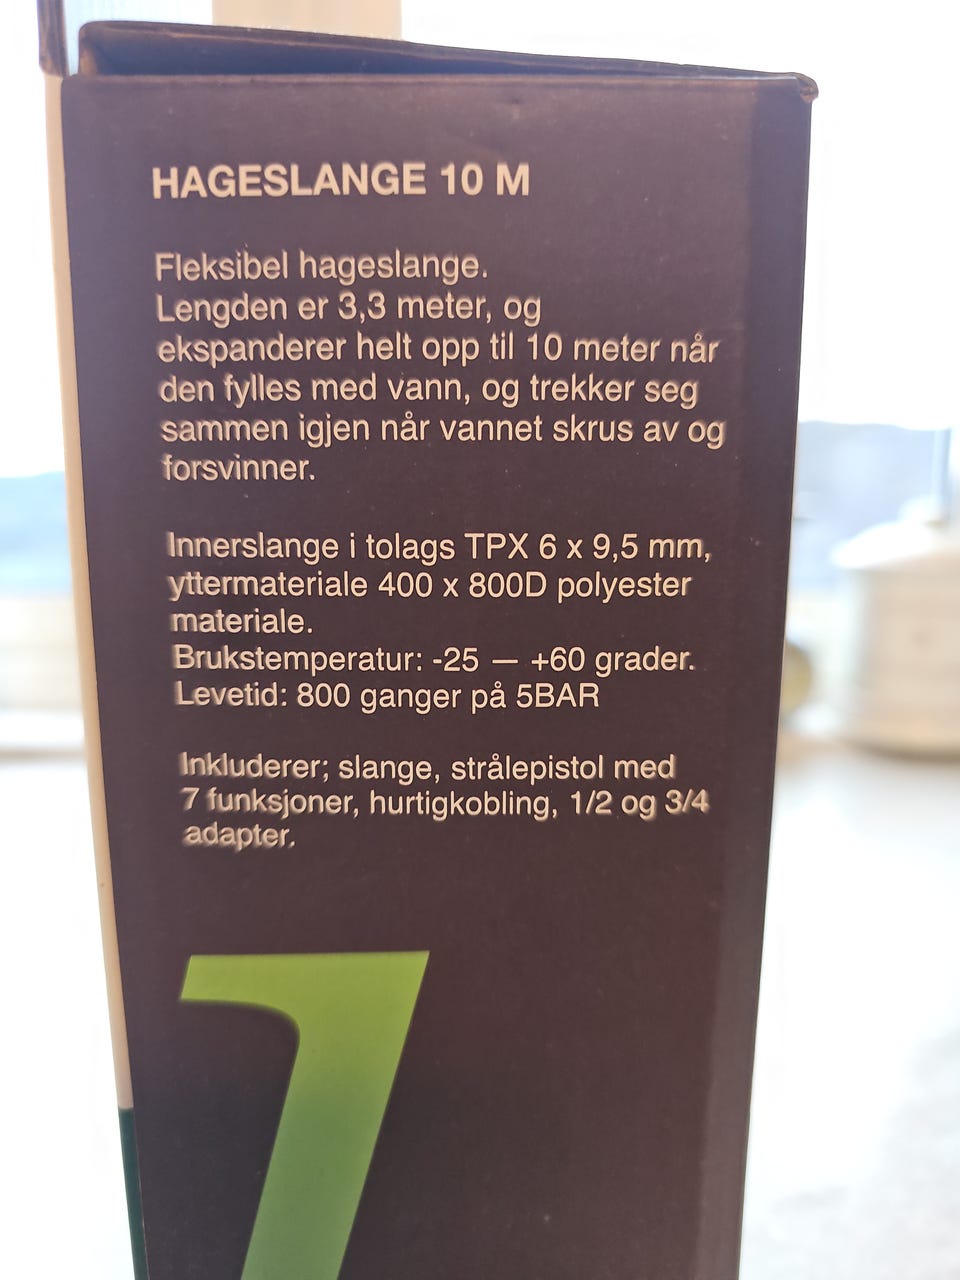 HAGESLANGE 10 M
Fleksibel hageslange.
Lengden er 3,3 meter, og
ekspanderer helt opp til 10 meter når
den fylles med vann, og trekker seg
sammen igjen når vannet skrus av og
forsvinner.
Innerslange i tolags TPX 6 x 9,5 mm,
yttermateriale 400 x 800D polyester
materiale.
Brukstemperatur: -25 — +60 grader.
Levetid: 800 ganger på 5BAR
Inkluderer; slange, strålepistol med
7 funksjoner, hurtigkobling, 1/2 og 3/4
adapter.